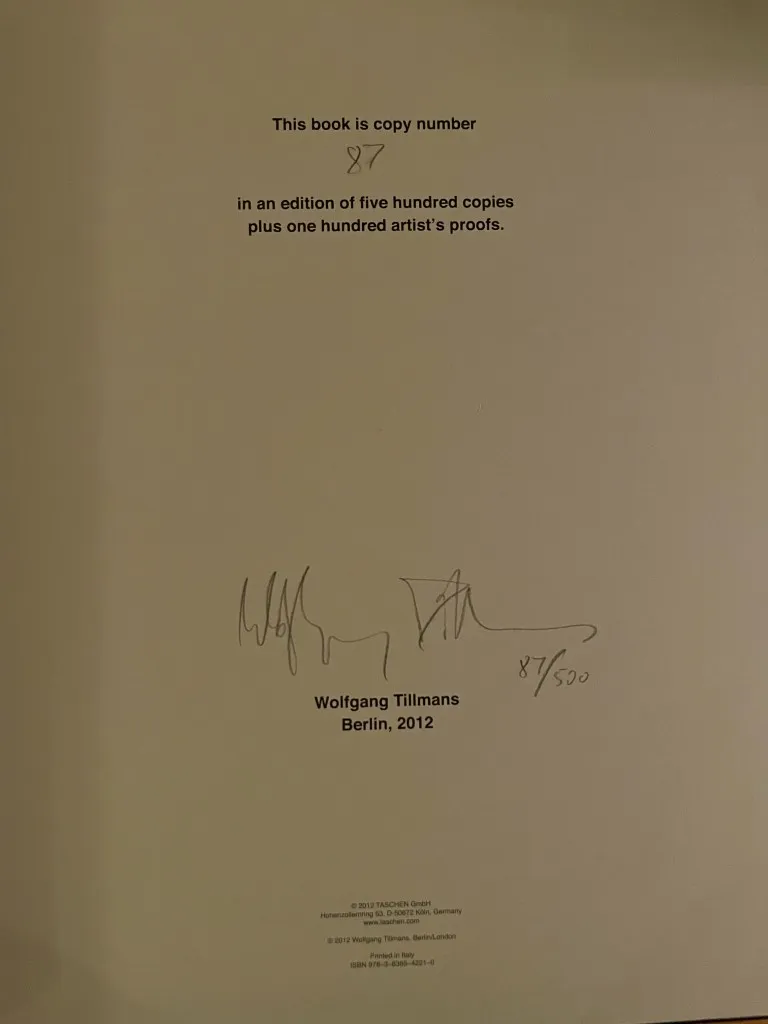 This book is copy number
87
in an edition of five hundred copies
plus one hundred artist's proofs.
Wolfgang Tillmans
87/500
Wolfgang Tillmans
Berlin, 2012
© 2012 TASCHEN GmbH
Hohenzollernring 53, D-50672 Köln, Germany
www.taschen.com
© 2012 Wolfgang Tillmans, Berlin/London
Printed in Italy
ISBN 978-3-8365-4221-0